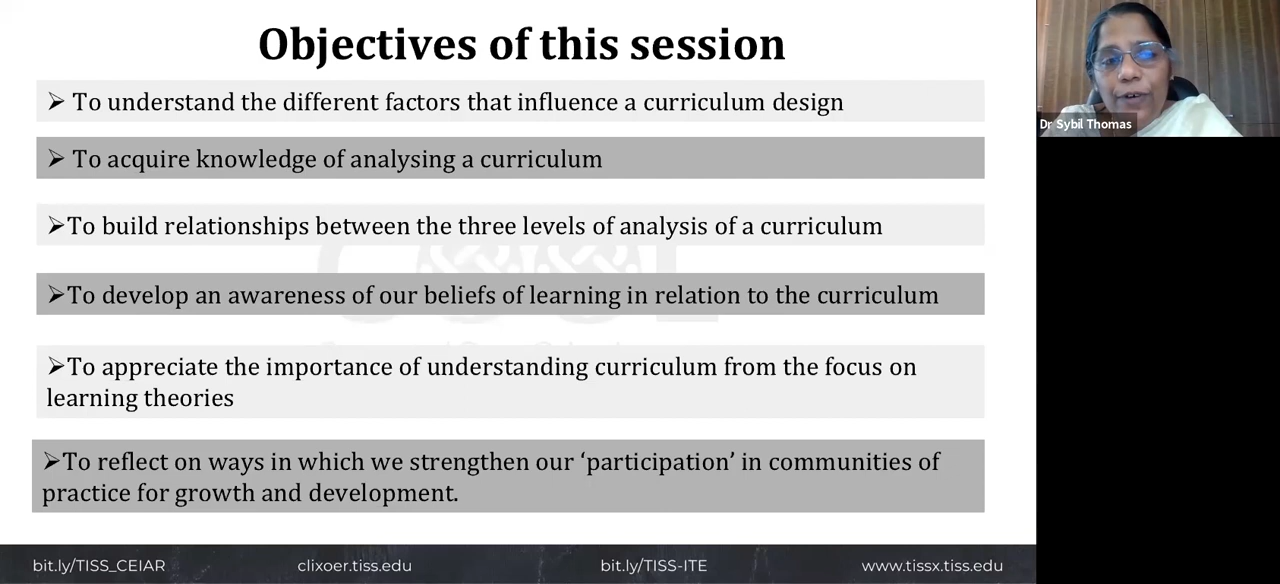 Objectives of this session
➢ To understand the different factors that influence a curriculum design
➢ To acquire knowledge of analysing a curriculum
➢To build relationships between the three levels of analysis of a curriculum
➢To develop an awareness of our beliefs of learning in relation to the curriculum
➢To appreciate the importance of understanding curriculum from the focus on
learning theories
➢To reflect on ways in which we strengthen our ‘participation’ in communities of
practice for growth and development.
Dr Sybil Thomas
bit.ly/TISS_CEIAR
clixoer.tiss.edu
bit.ly/TISS-ITE
www.tissx.tiss.edu